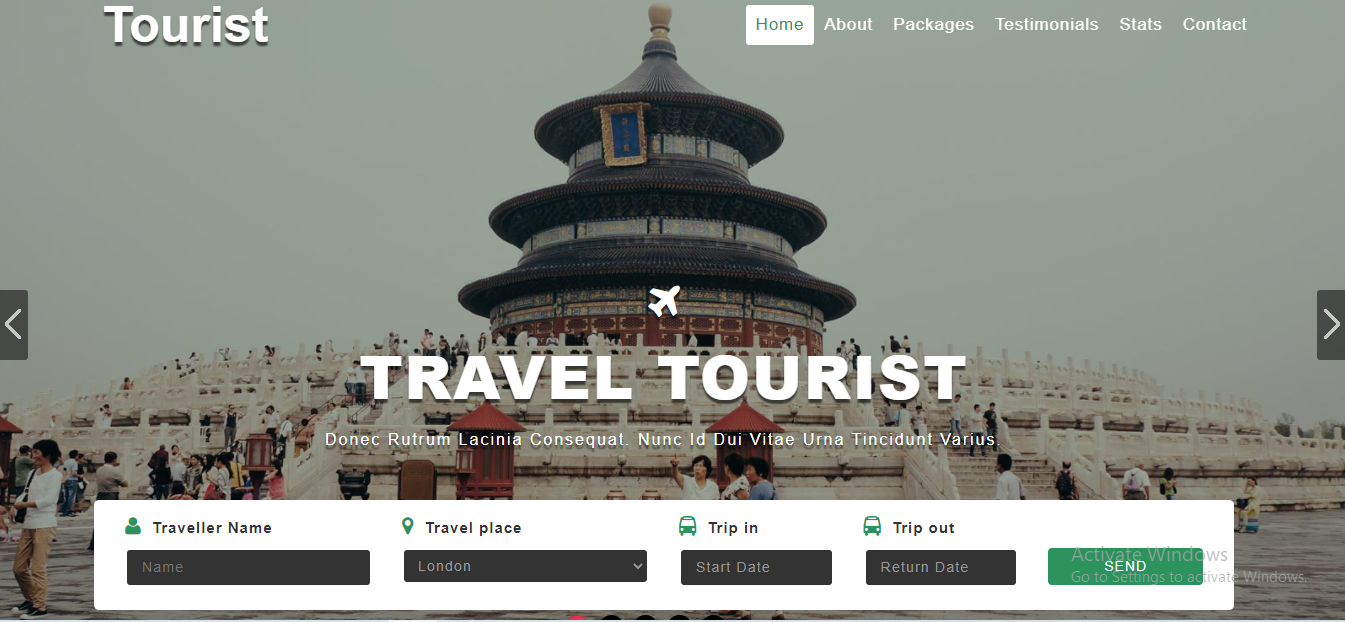 Tourist
Home About Packages Testimonials Stats Contact
TRAVEL TOURIST
Donec Rutrum Lacinia Consequat. Nunc Id Dui Vitae Urna Tincidunt Varius.
Traveller Name Travel place Trip in Trip out
Name London Start Date Return Date SEND
Activate Windows
Go to Settings to activate Windows.